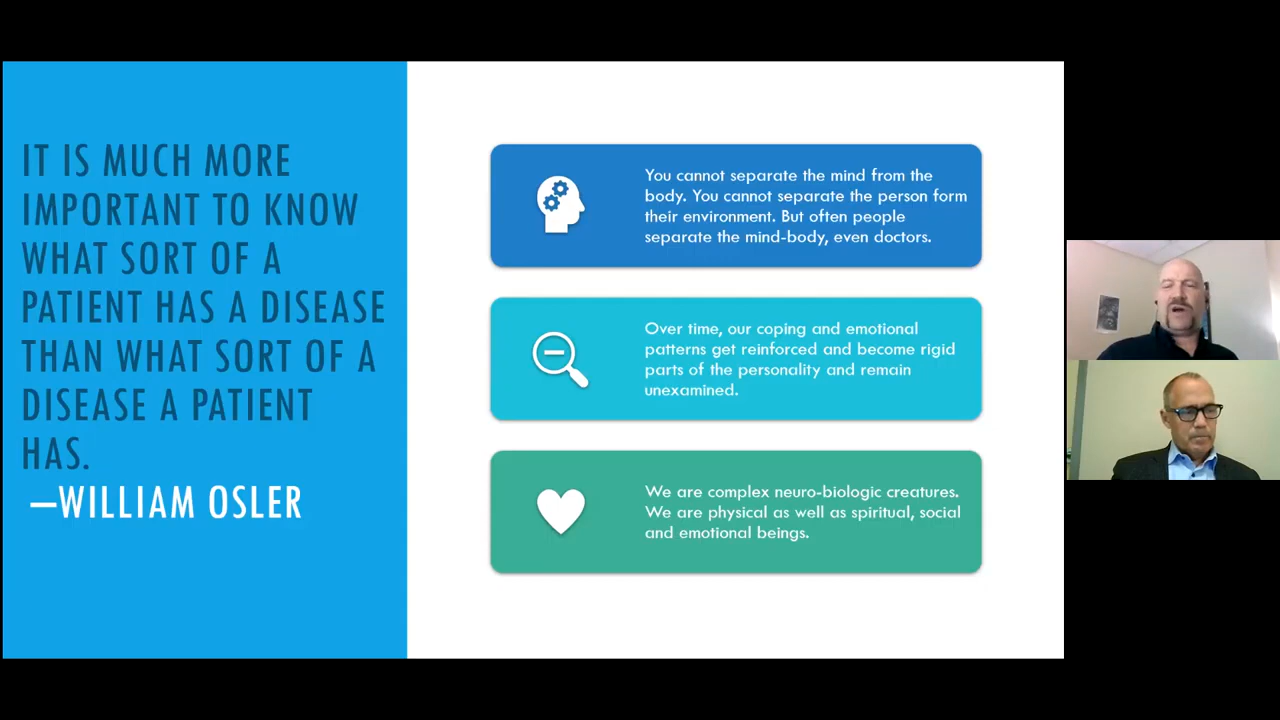 IT IS MUCH MORE
IMPORTANT TO KNOW
WHAT SORT OF A
PATIENT HAS A DISEASE
THAN WHAT SORT OF A
DISEASE A PATIENT
HAS.
—WILLIAM OSLER
You cannot separate the mind from the
body. You cannot separate the person form
their environment. But often people
separate the mind-body, even doctors.
Over time, our coping and emotional
patterns get reinforced and become rigid
parts of the personality and remain
unexamined.
We are complex neuro-biologic creatures.
We are physical as well as spiritual, social
and emotional beings.